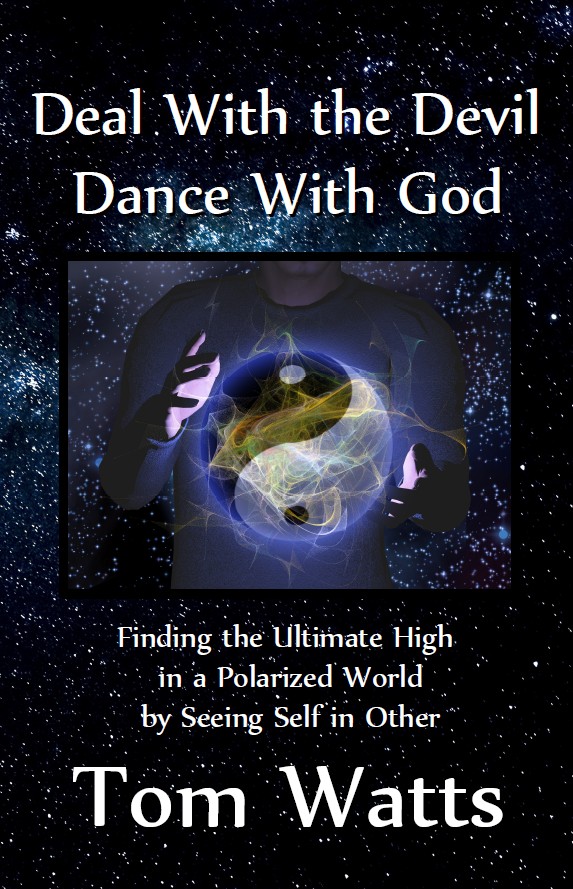 Deal With the Devil
Dance With God
Finding the Ultimate High
in a Polarized World
by Seeing Self in Other
Tom Watts